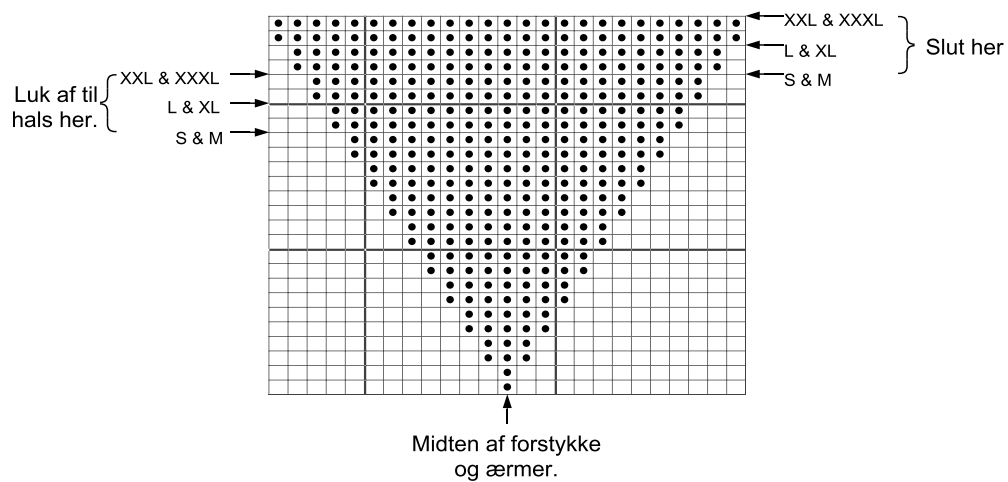 XXL & XXXL
L & XL
S & M
Slut her
Luk af til
hals her.
XXL & XXXL
L & XL
S & M
Midten af forstykke
og ærmer.